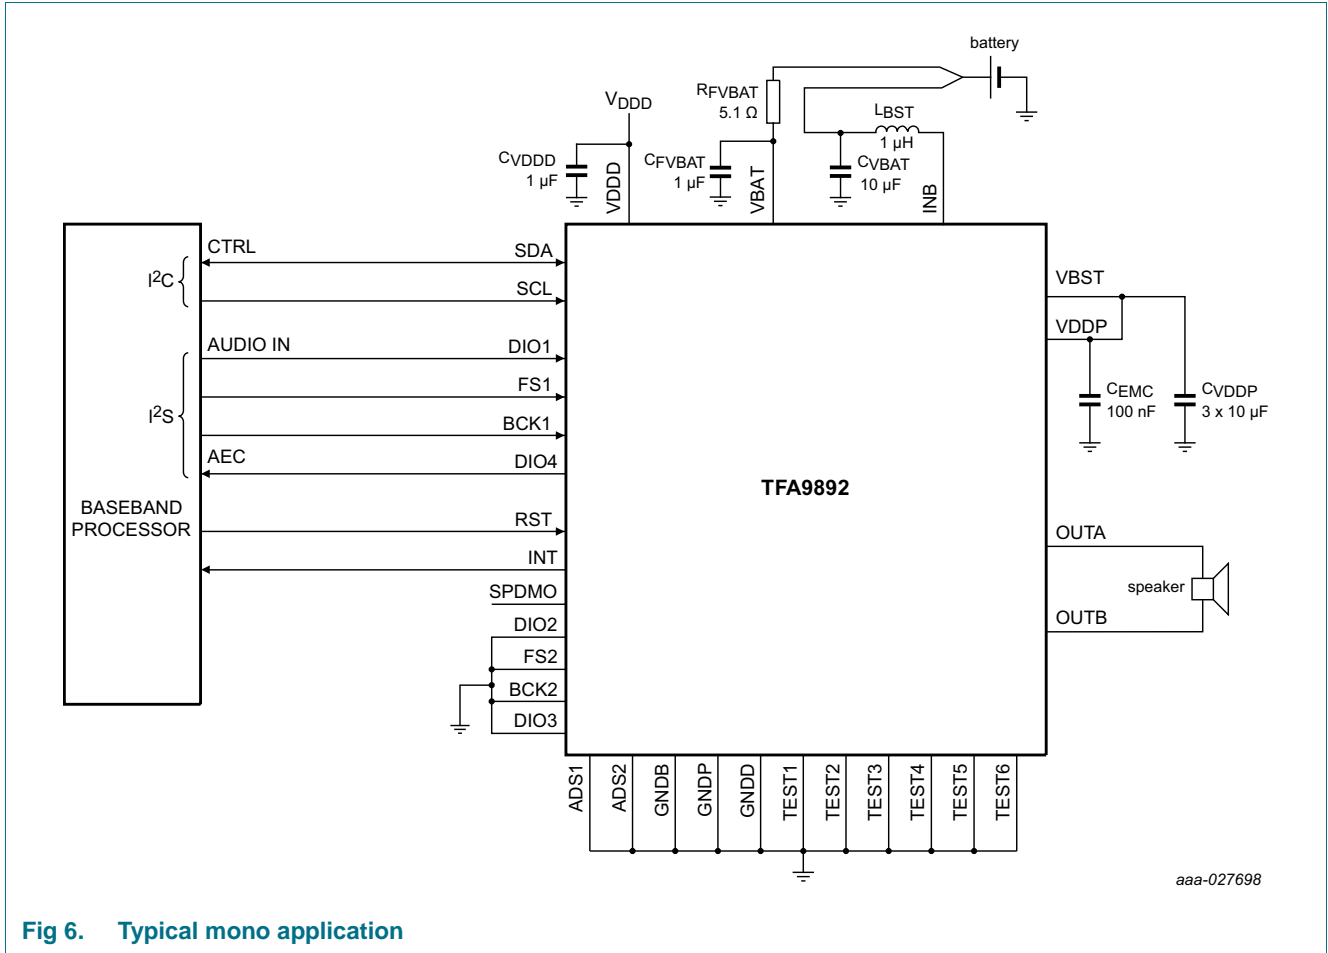 battery
RFVBAT
5.1 Ω
VDDD
LBST
1 µH
CVDDD
1 µF
CFVBAT
1 µF
CVBAT
10 µF
VDDD
VBAT
INB
CTRL
SDA
I2C
SCL
VBST
VDDP
AUDIO IN
DIO1
FS1
I2S
BCK1
AEC
DIO4
CEMC
100 nF
CVDDP
3 x 10 µF
TFA9892
BASEBAND
PROCESSOR
RST
INT
SPDMO
DIO2
FS2
BCK2
DIO3
OUTA
speaker
OUTB
ADS1
ADS2
GNDB
GNDP
GNDD
TEST1
TEST2
TEST3
TEST4
TEST5
TEST6
aaa-027698
Fig 6. Typical mono application